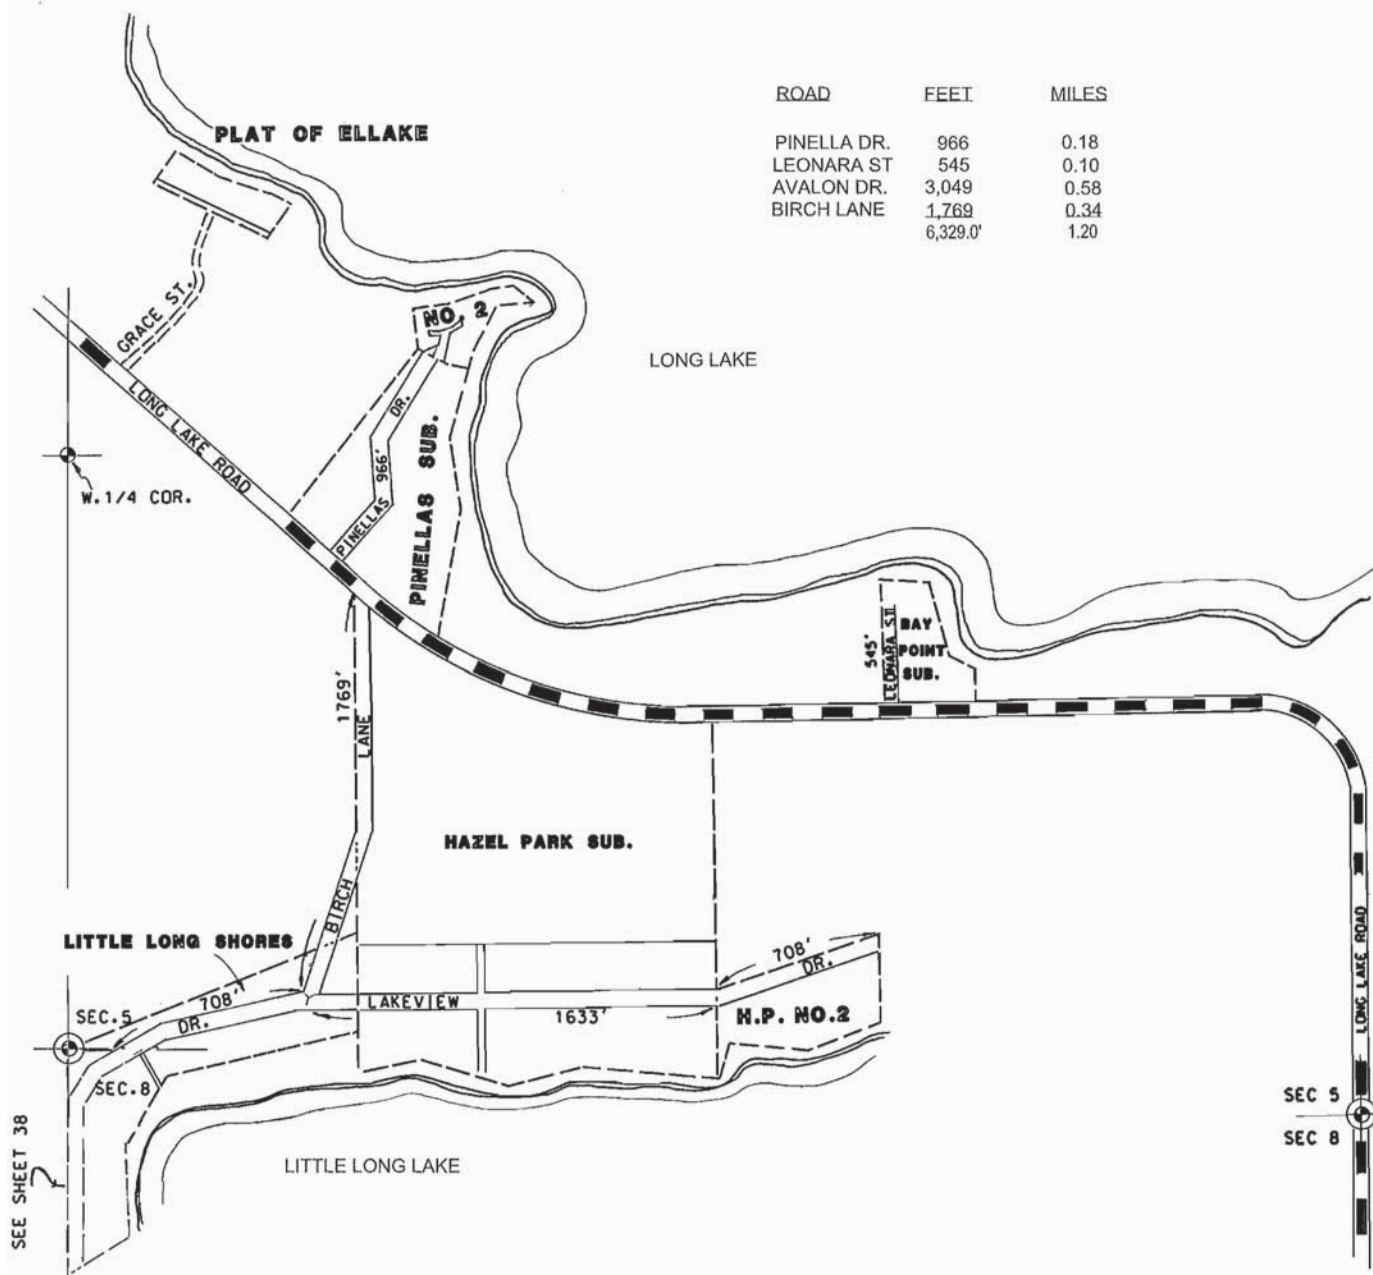 ROAD FEET MILES
PINELLA DR. 966 0.18
LEONARA ST 545 0.10
AVALON DR. 3,049 0.58
BIRCH LANE 1,769 0.34
6,329.0' 1.20
PLAT OF ELLAKE
GRACE ST.
NO. 2
LONG LAKE
LONG LAKE ROAD
DR.
966'
PINELLAS
PINELLAS SUB.
W.1/4 COR.
545'
LEONARA ST.
BAY
POINT
SUB.
1769'
LANE
BIRCH
HAZEL PARK SUB.
LITTLE LONG SHORES
708'
DR.
708'
DR.
LAKEVIEW
1633'
H.P. NO.2
SEC.5
SEC.8
LONG LAKE ROAD
SEC 5
SEC 8
SEE SHEET 38
LITTLE LONG LAKE